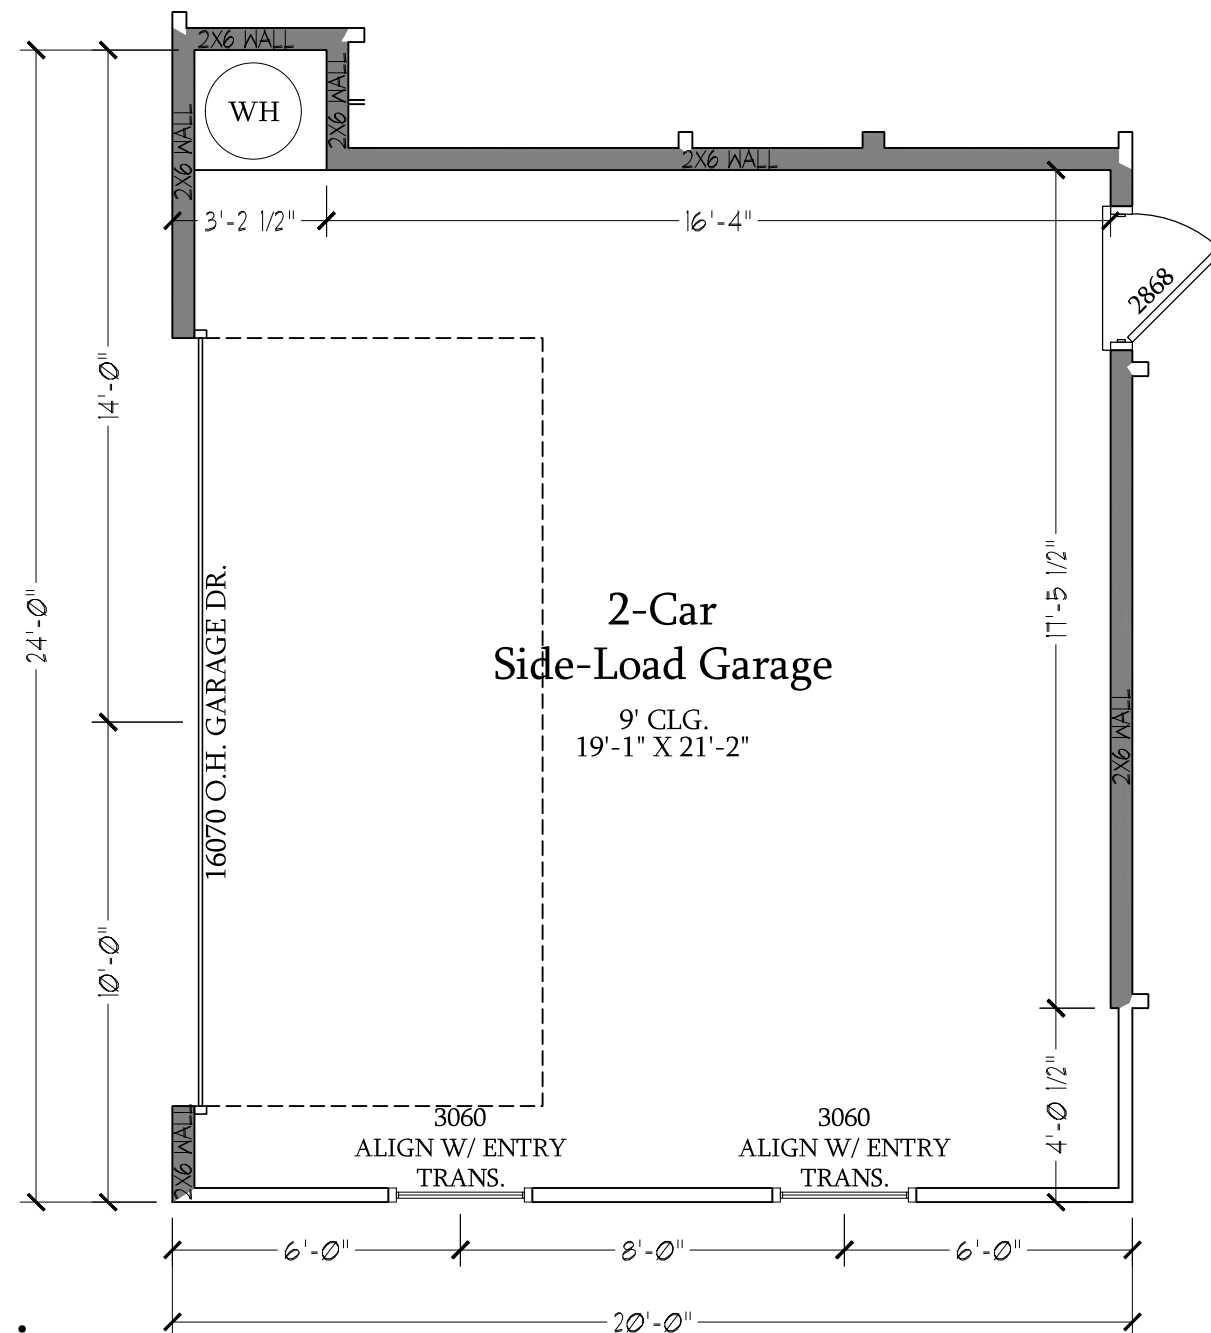 2X6 WALL
WH
2X6 WALL
2X6 WALL
2X6 WALL
3'-2 1/2"
16'-4"
2868
14'-0"
17'-5 1/2"
24'-0"
16070 O.H. GARAGE DR.
2-Car
Side-Load Garage
9' CLG.
19'-1" X 21'-2"
2X6 WALL
10'-0"
4'-0 1/2"
2X6 WALL
3060
ALIGN W/ ENTRY
TRANS.
3060
ALIGN W/ ENTRY
TRANS.
6'-0"
8'-0"
6'-0"
20'-0"